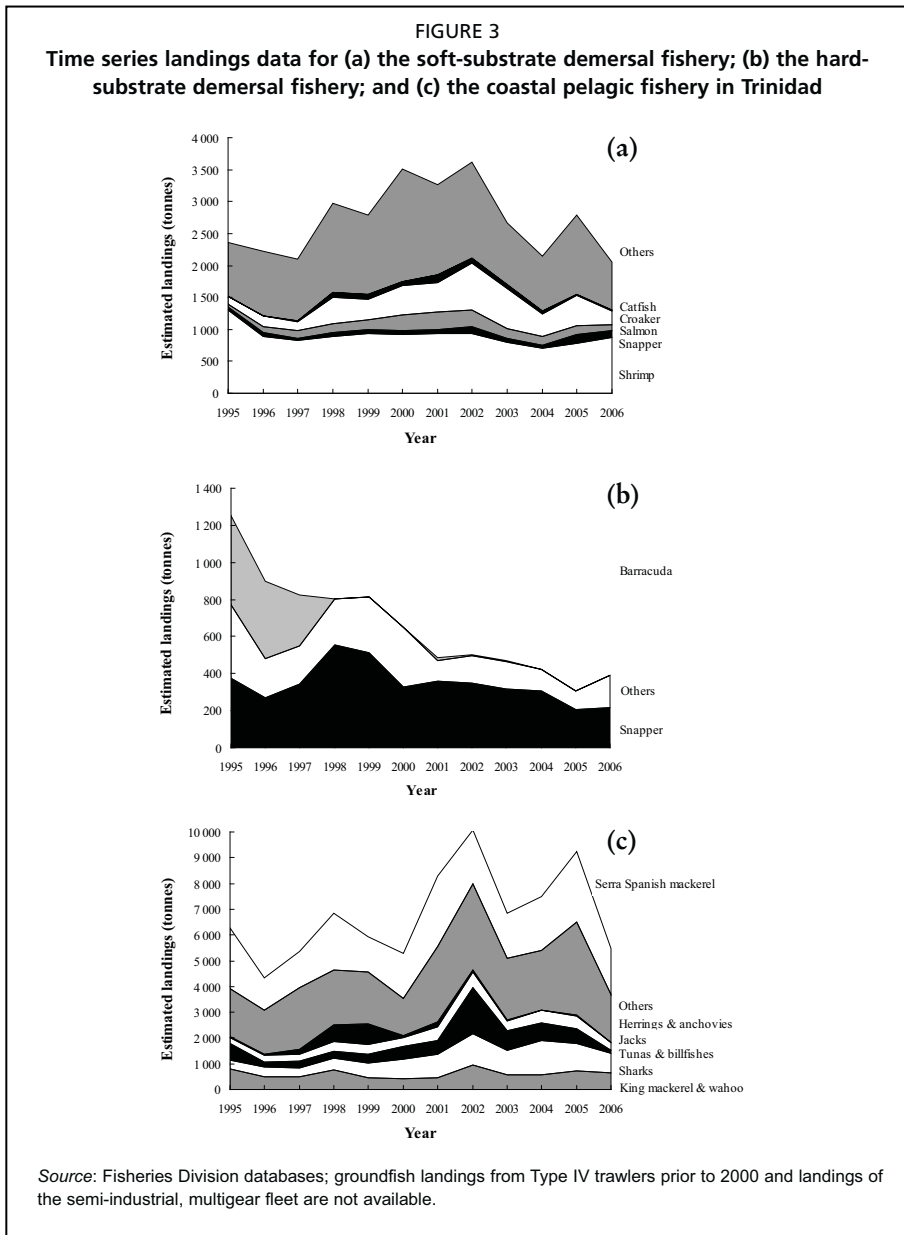 FIGURE 3
Time series landings data for (a) the soft-substrate demersal fishery; (b) the hard-
substrate demersal fishery; and (c) the coastal pelagic fishery in Trinidad
(a)
Estimated landings (tonnes)
4 000
3 500
3 000
2 500
2 000
1 500
1 000
500
0
Others
Catfish
Croaker
Salmon
Snapper
Shrimp
1995 1996 1997 1998 1999 2000 2001 2002 2003 2004 2005 2006
Year
(b)
Estimated landings (tonnes)
1 400
1 200
1 000
800
600
400
200
0
Barracuda
Others
Snapper
1995 1996 1997 1998 1999 2000 2001 2002 2003 2004 2005 2006
Year
(c)
Estimated landings (tonnes)
10 000
9 000
8 000
7 000
6 000
5 000
4 000
3 000
2 000
1 000
0
Serra Spanish mackerel
Others
Herrings & anchovies
Jacks
Tunas & billfishes
Sharks
King mackerel & wahoo
1995 1996 1997 1998 1999 2000 2001 2002 2003 2004 2005 2006
Year
Source: Fisheries Division databases; groundfish landings from Type IV trawlers prior to 2000 and landings of
the semi-industrial, multigear fleet are not available.